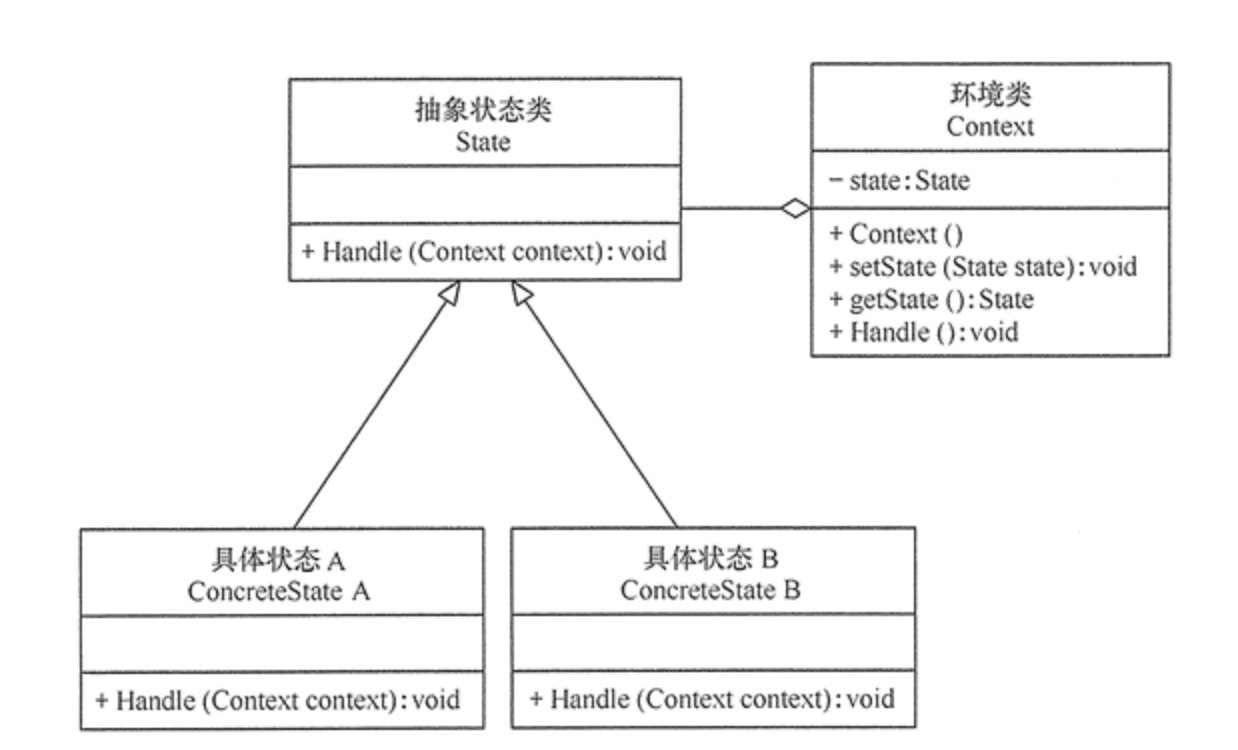 抽象状态类
State
+ Handle (Context context):void
环境类
Context
− state:State
+ Context ()
+ setState (State state):void
+ getState ():State
+ Handle ():void
具体状态 A
ConcreteState A
+ Handle (Context context):void
具体状态 B
ConcreteState B
+ Handle (Context context):void